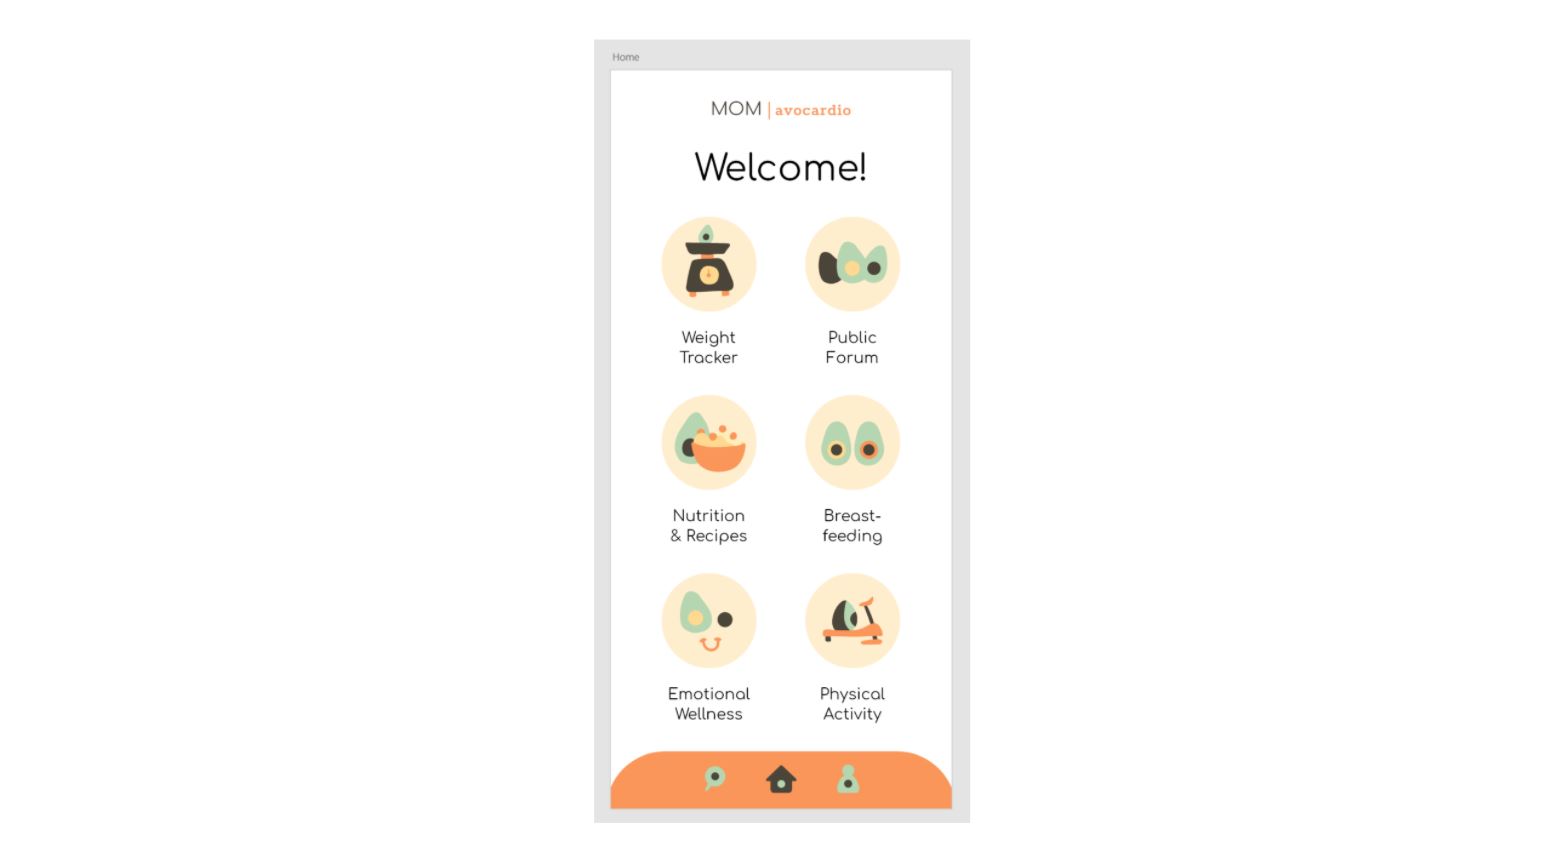 Home
MOM | avocardio
Welcome!
Weight
Tracker
Public
Forum
Nutrition
& Recipes
Breast-
feeding
Emotional
Wellness
Physical
Activity